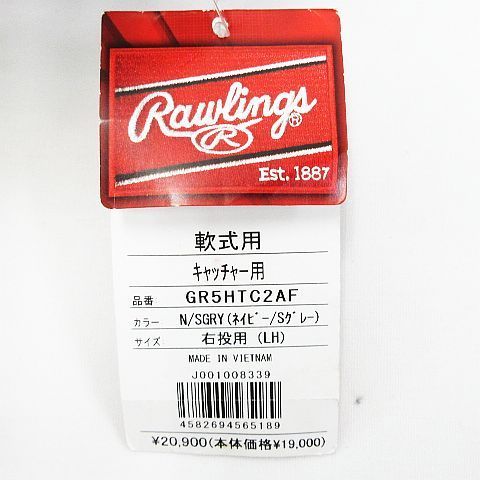 Rawlings®
R
Est. 1887
軟式用
ｷｬｯﾁｬｰ用
品番 GR5HTC2AF
カラー N/SGRY(ﾈｲﾋﾞｰ/Sｸﾞﾚｰ)
サイズ 右投用 (LH)
MADE IN VIETNAM
J001008339
4582694565189
¥20,900(本体価格¥19,000)